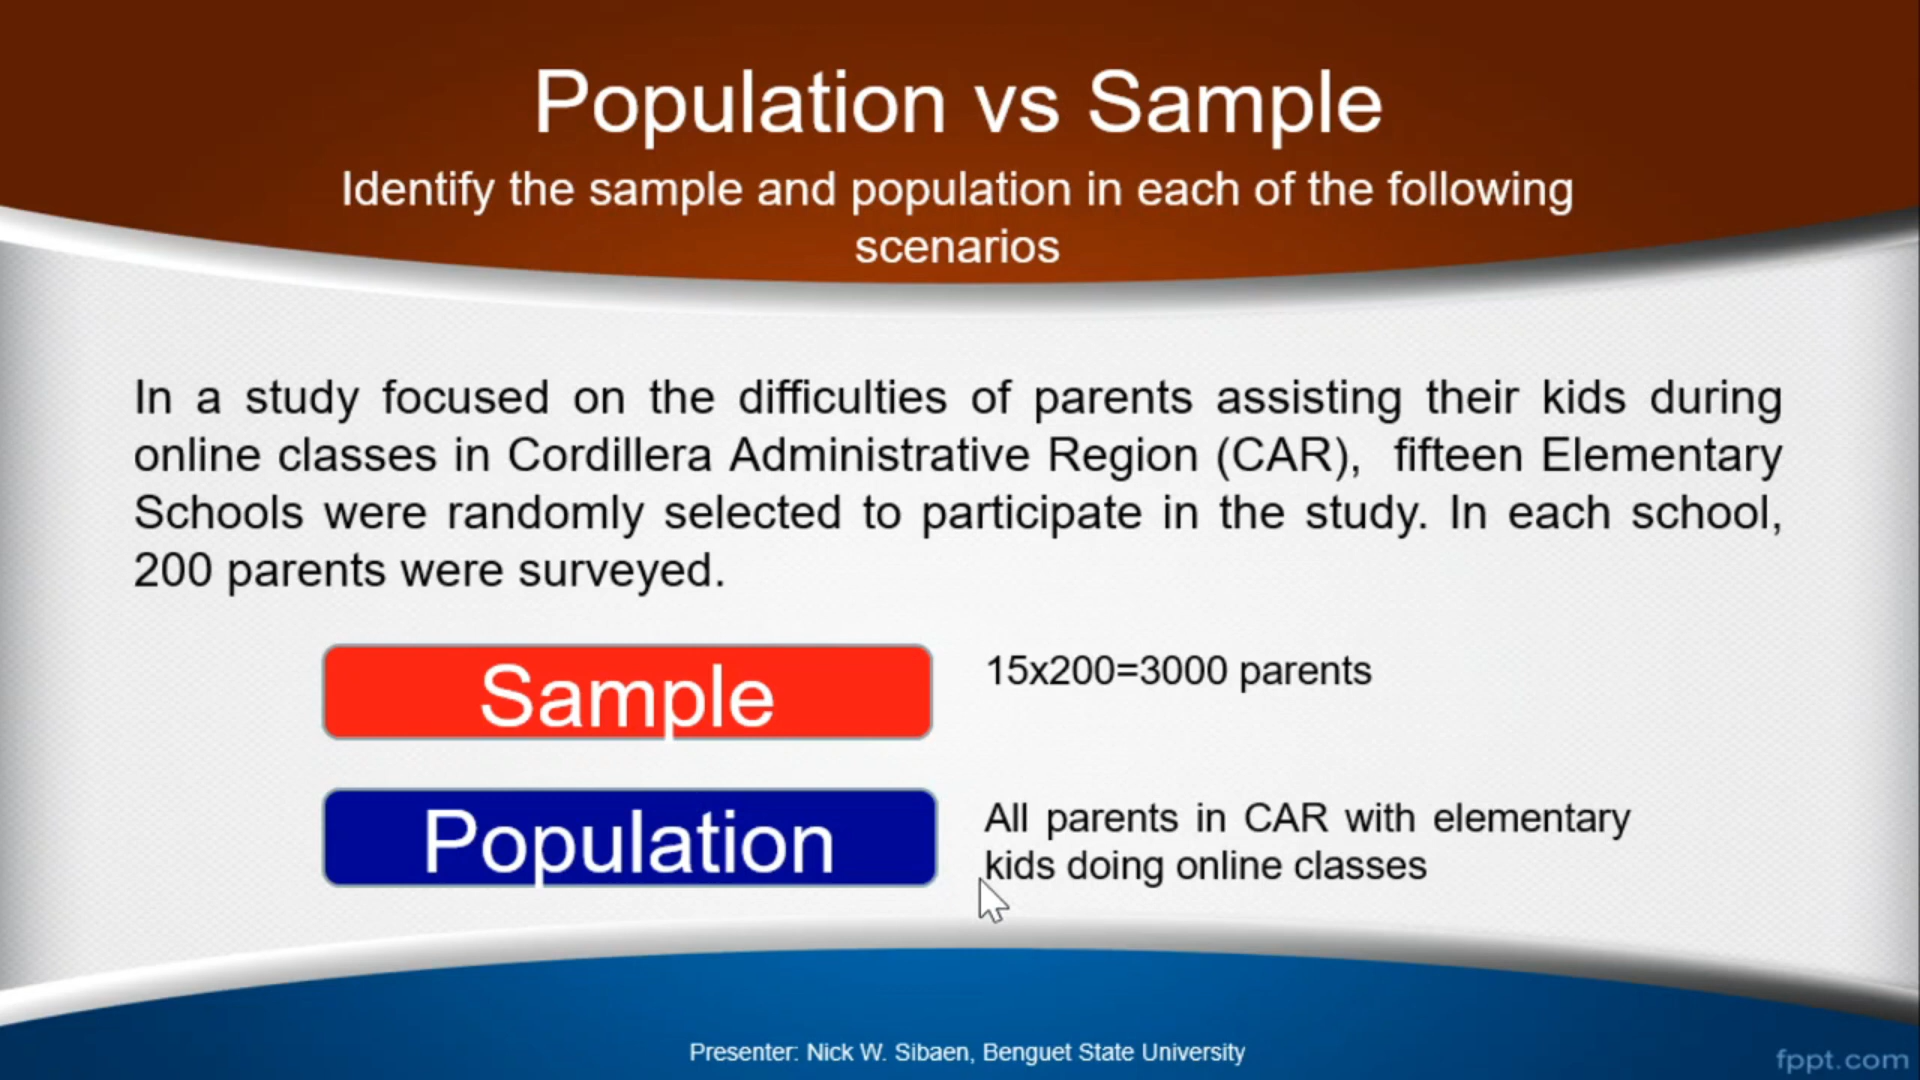 Population vs Sample
Identify the sample and population in each of the following
scenarios
In a study focused on the difficulties of parents assisting their kids during
online classes in Cordillera Administrative Region (CAR), fifteen Elementary
Schools were randomly selected to participate in the study. In each school,
200 parents were surveyed.
Sample
15x200=3000 parents
Population
All parents in CAR with elementary
kids doing online classes
Presenter: Nick W. Sibaen, Benguet State University
fppt.com